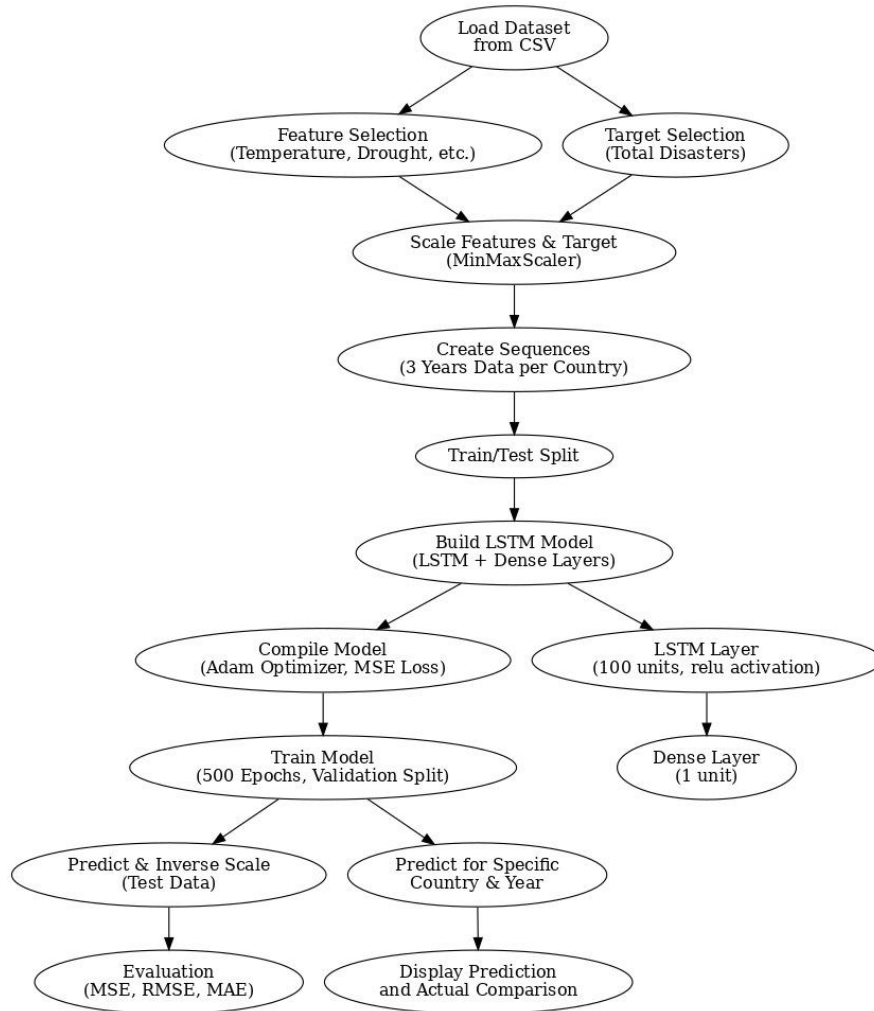 Load Dataset
from CSV
Feature Selection
(Temperature, Drought, etc.)
Target Selection
(Total Disasters)
Scale Features & Target
(MinMaxScaler)
Create Sequences
(3 Years Data per Country)
Train/Test Split
Build LSTM Model
(LSTM + Dense Layers)
Compile Model
(Adam Optimizer, MSE Loss)
LSTM Layer
(100 units, relu activation)
Train Model
(500 Epochs, Validation Split)
Dense Layer
(1 unit)
Predict & Inverse Scale
(Test Data)
Predict for Specific
Country & Year
Evaluation
(MSE, RMSE, MAE)
Display Prediction
and Actual Comparison